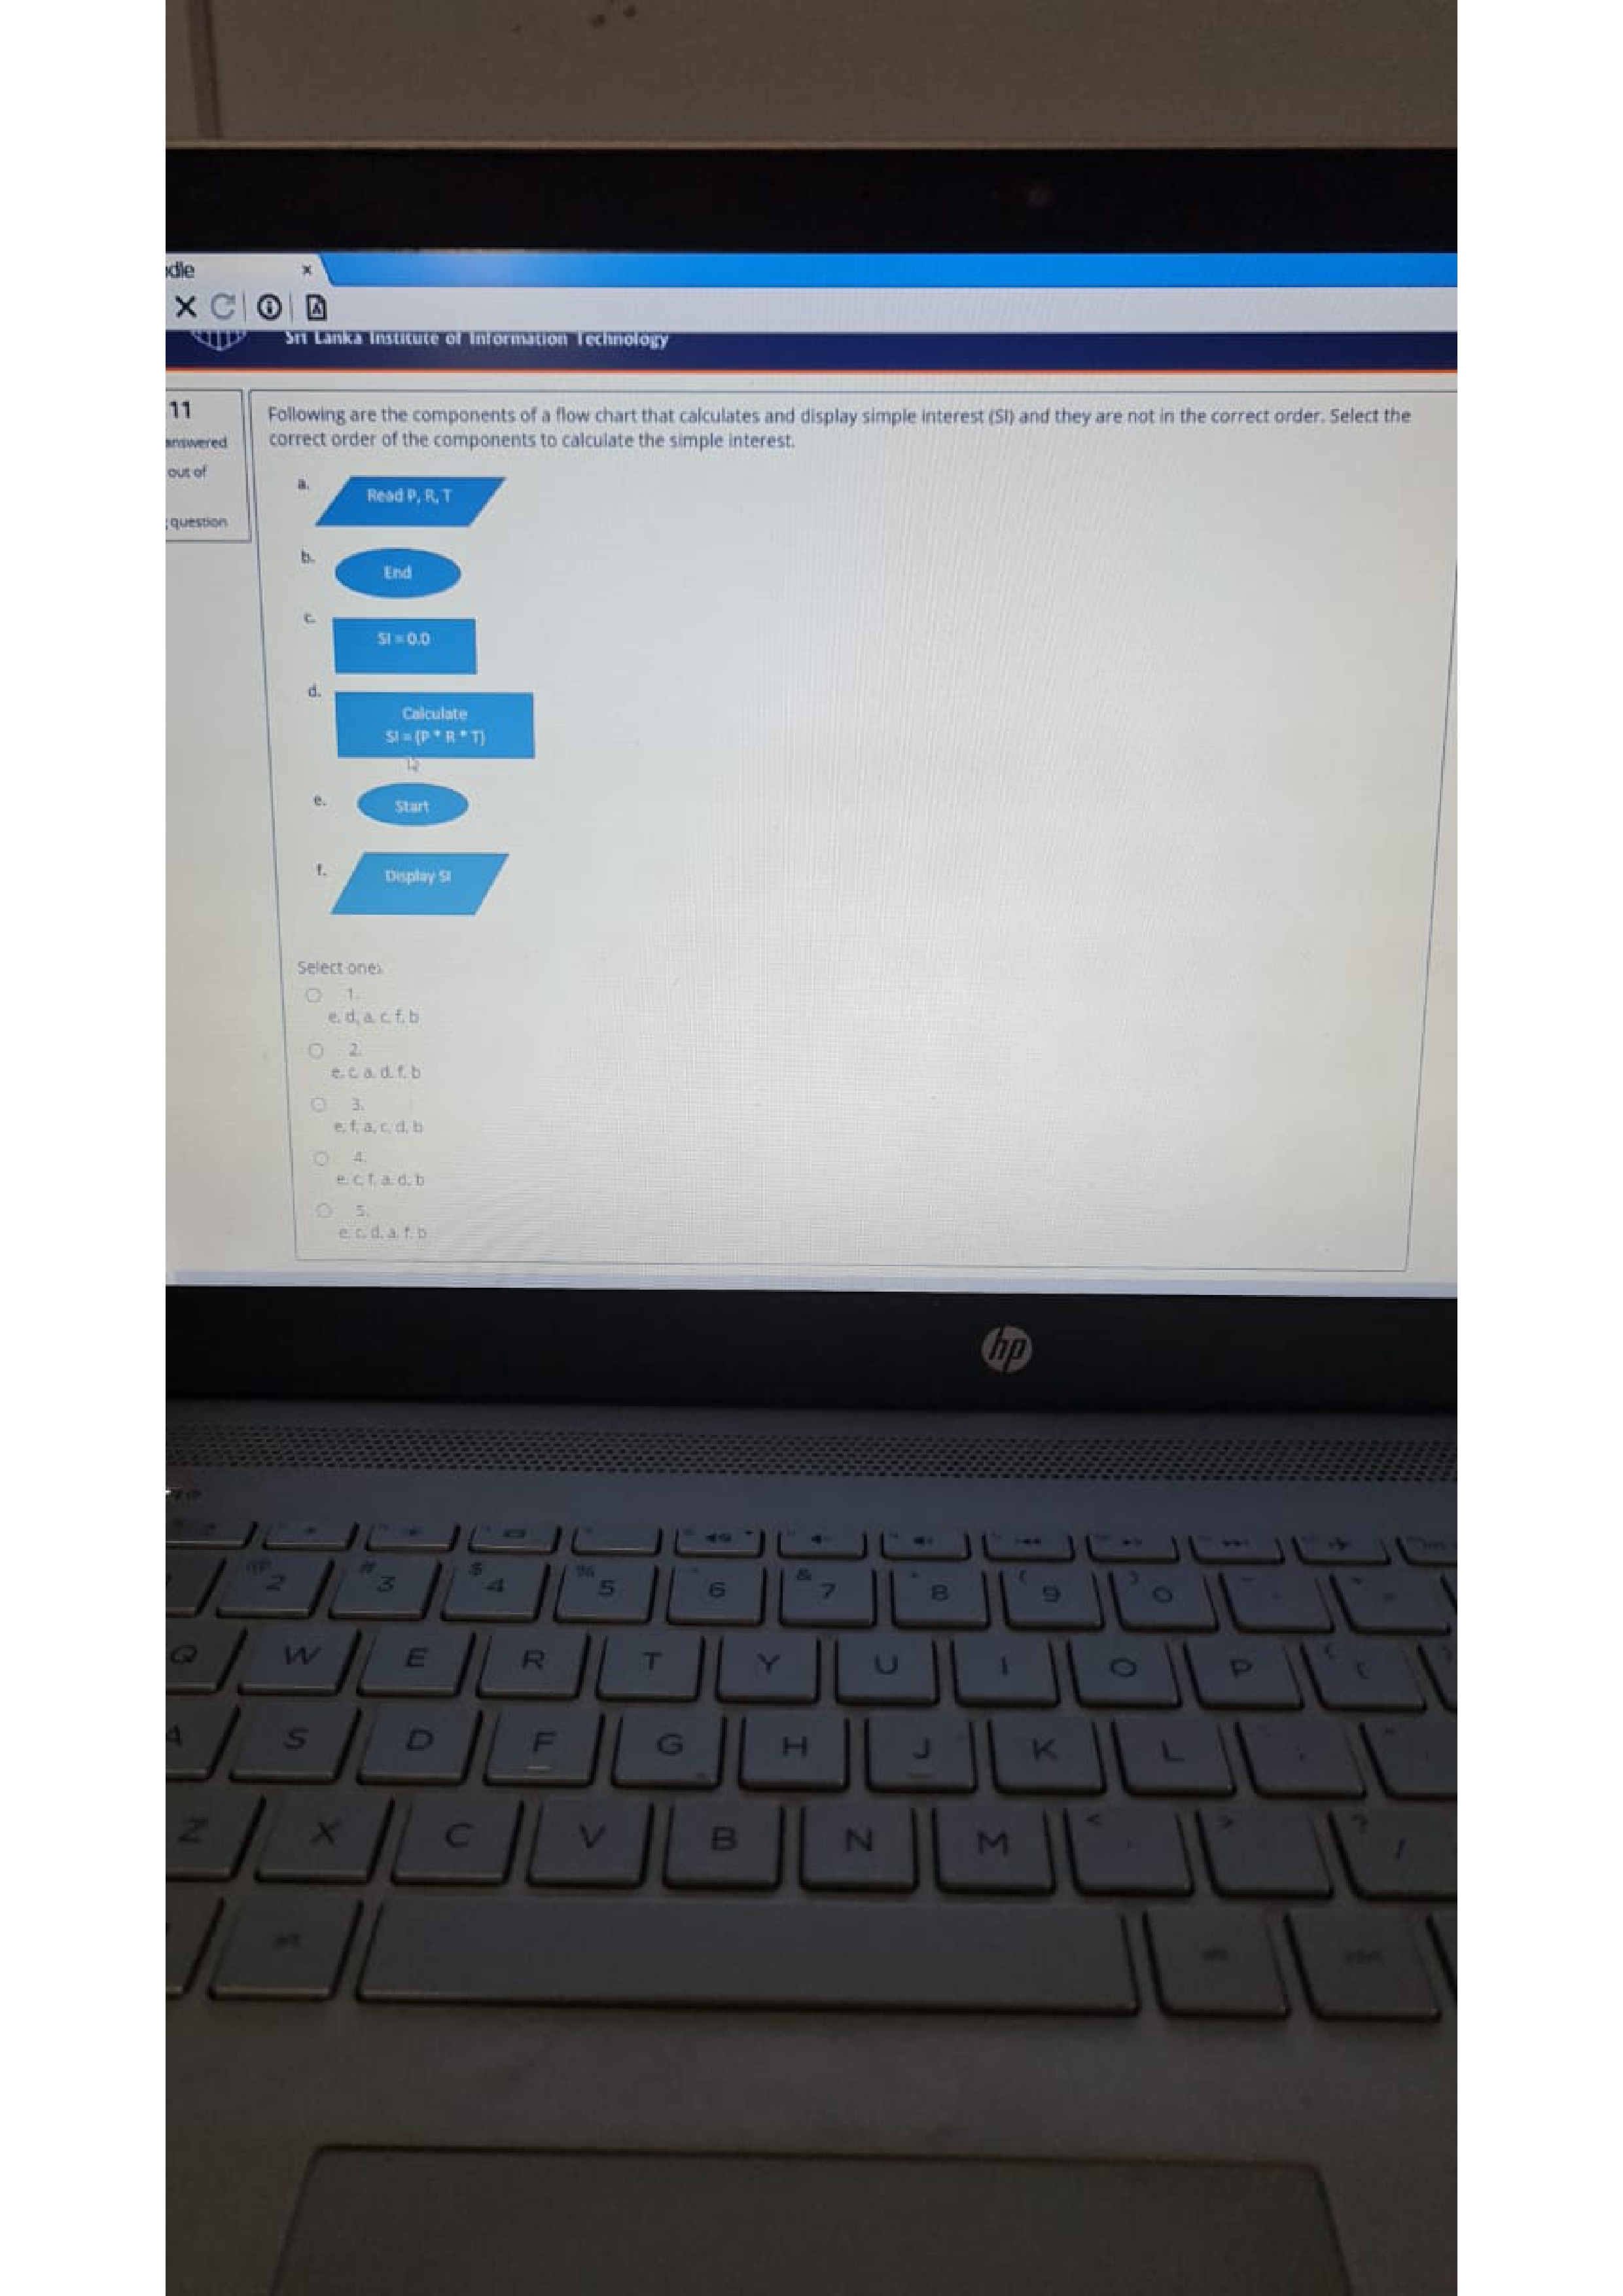 dle
Sri Lanka Institute of Information Technology
11
answered
out of
question
Following are the components of a flow chart that calculates and display simple interest (SI) and they are not in the correct order. Select the
correct order of the components to calculate the simple interest.
a.
Read P, R, T
b.
End
c.
SI = 0.0
d.
Calculate
SI = (P * R * T)
e.
Start
f.
Display SI
Select one:
1.
e, d, a, c, f, b
2.
e, c, a, d, f, b
3.
e, f, a, c, d, b
4.
e, c, f, a, d, b
5.
e, c, d, a, f, b
hp
@ 2 # 3 $ 4 % 5 6 & 7 * 8 ( 9 ) 0
Q W E R T Y U I O P { [
A S D F G H J K L
Z X C V B N M < , > ? /
alt alt